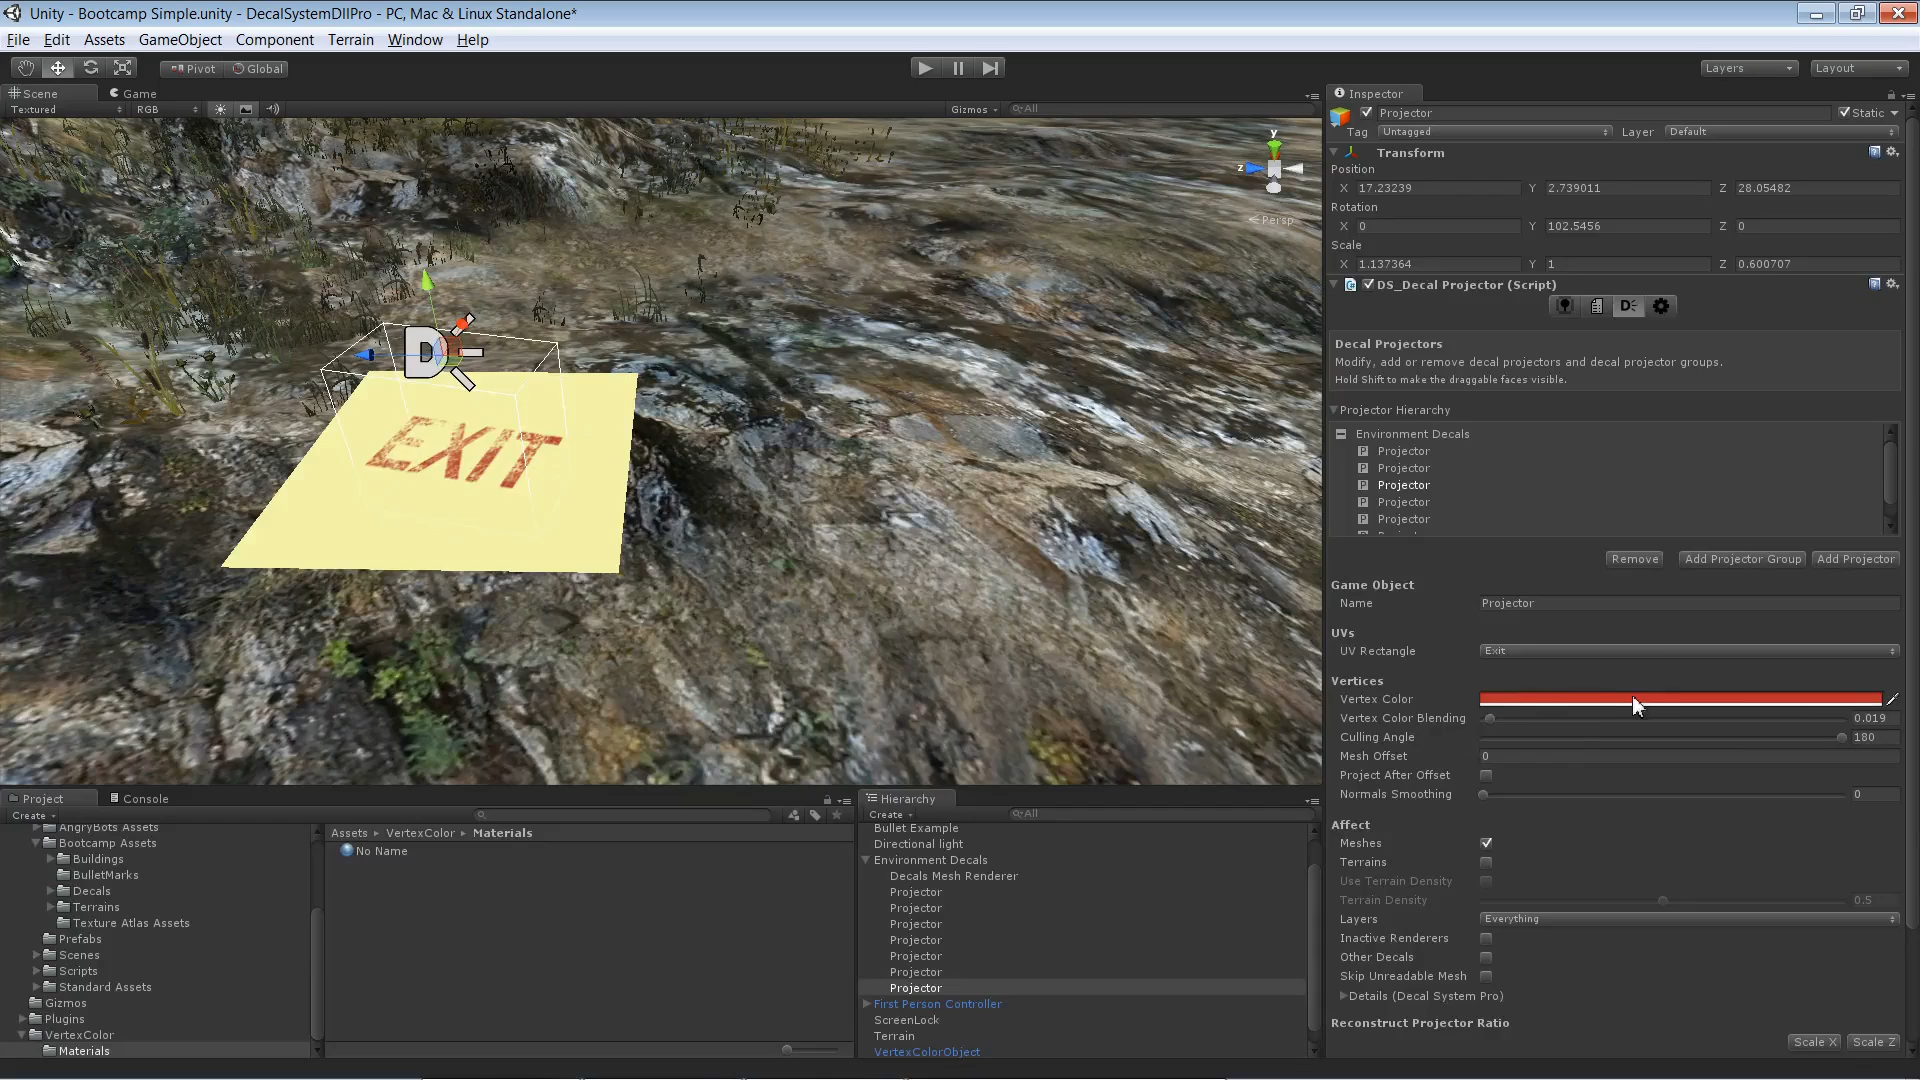 Unity - Bootcamp Simple.unity - DecalSystemDllPro - PC, Mac & Linux Standalone*
File Edit Assets GameObject Component Terrain Window Help
Pivot Global Layers Layout
Scene Game
Textured RGB Gizmos All
y
z
Persp
D
EXIT
Inspector
Projector Static
Tag Untagged Layer Default
Transform
Position
X 17.23239 Y 2.739011 Z 28.05482
Rotation
X 0 Y 102.5456 Z 0
Scale
X 1.137364 Y 1 Z 0.600707
DS_Decal Projector (Script)
D
Decal Projectors
Modify, add or remove decal projectors and decal projector groups.
Hold Shift to make the draggable faces visible.
Projector Hierarchy
Environment Decals
P Projector
P Projector
P Projector
P Projector
P Projector
Remove Add Projector Group Add Projector
Game Object
Name Projector
UVs
UV Rectangle Exit
Vertices
Vertex Color
Vertex Color Blending 0.019
Culling Angle 180
Mesh Offset 0
Project After Offset
Normals Smoothing 0
Affect
Meshes
Terrains
Use Terrain Density
Terrain Density 0.5
Layers Everything
Inactive Renderers
Other Decals
Skip Unreadable Mesh
Details (Decal System Pro)
Reconstruct Projector Ratio
Scale X Scale Z
Project Console
Create
AngryBots Assets
Bootcamp Assets
Buildings
BulletMarks
Decals
Terrains
Texture Atlas Assets
Prefabs
Scenes
Scripts
Standard Assets
Gizmos
Plugins
VertexColor
Materials
Assets VertexColor Materials
No Name
Hierarchy
Create All
Bullet Example
Directional light
Environment Decals
Decals Mesh Renderer
Projector
Projector
Projector
Projector
Projector
Projector
Projector
First Person Controller
ScreenLock
Terrain
VertexColorObject